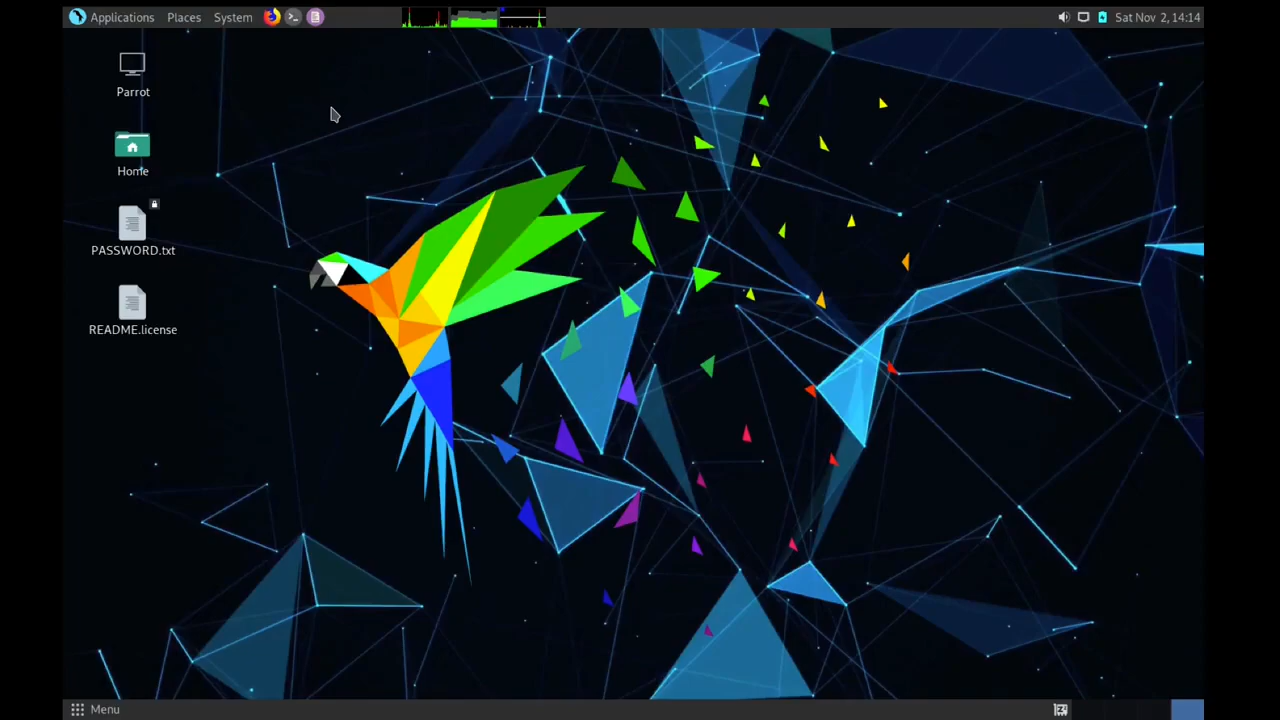 Applications Places System Sat Nov 2, 14:14
Parrot
Home
PASSWORD.txt
README.license
Menu